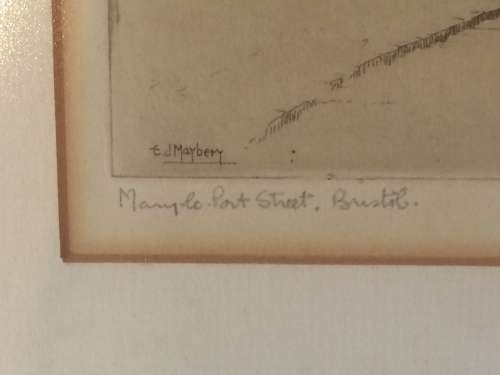 E J Maybery
Mary-le-Port Street, Bristol.